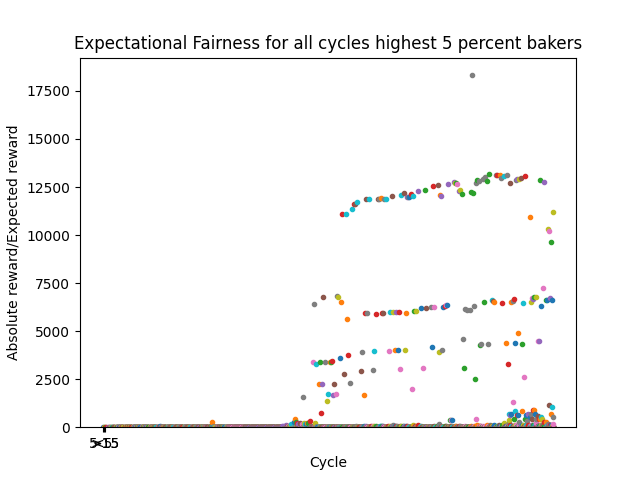 Expectational Fairness for all cycles highest 5 percent bakers
Absolute reward/Expected reward
17500
15000
12500
10000
7500
5000
2500
0
Cycle